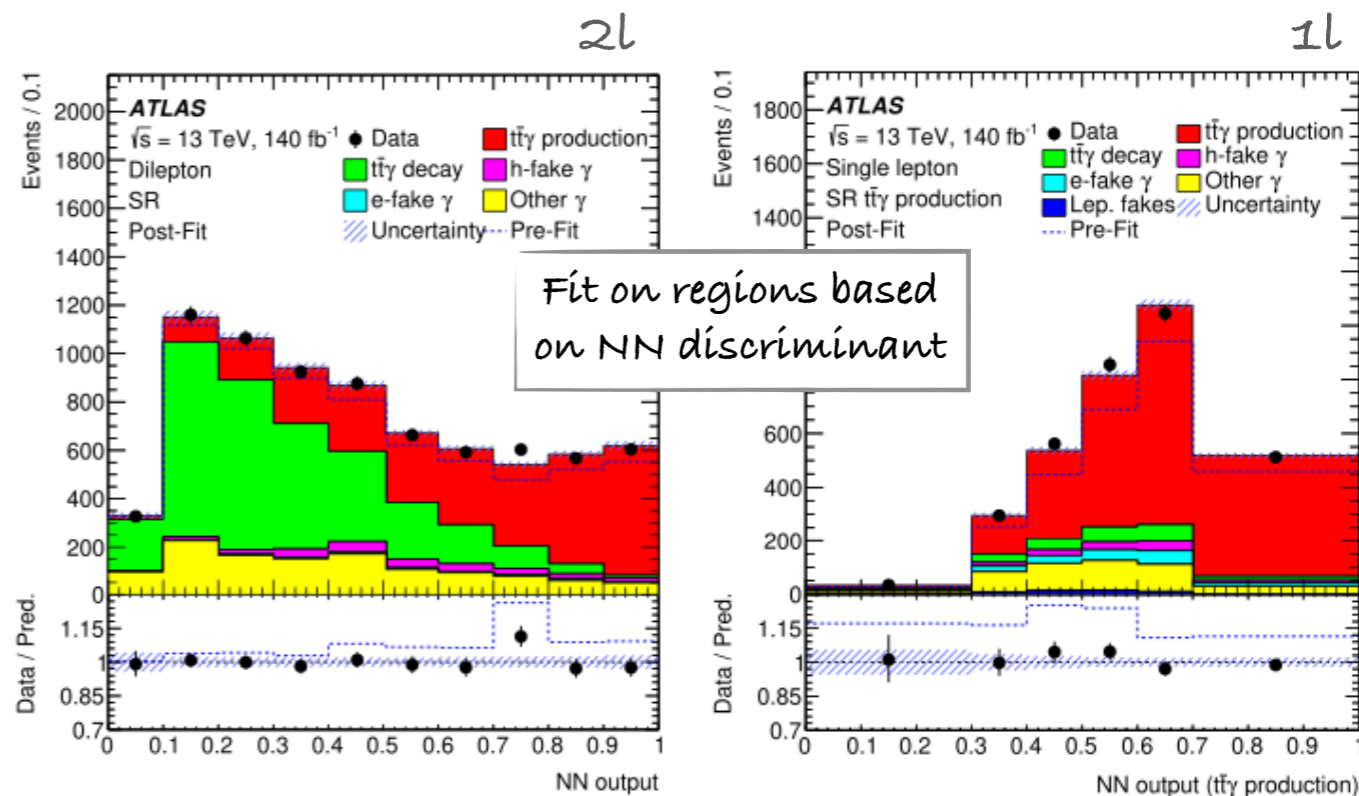 2l
Events / 0.1
2000
1800
1600
1400
1200
1000
800
600
400
200
0
ATLAS
√s = 13 TeV, 140 fb⁻¹
Dilepton
SR
Post-Fit
Data
tt̄γ production
tt̄γ decay
h-fake γ
e-fake γ
Other γ
Uncertainty
Pre-Fit
Data / Pred.
1.15
1
0.85
0.7
0 0.1 0.2 0.3 0.4 0.5 0.6 0.7 0.8 0.9 1
NN output
Fit on regions based
on NN discriminant
1l
Events / 0.1
1800
1600
1400
600
400
200
0
ATLAS
√s = 13 TeV, 140 fb⁻¹
Single lepton
SR tt̄γ production
Post-Fit
Data
tt̄γ production
tt̄γ decay
h-fake γ
e-fake γ
Other γ
Lep. fakes
Uncertainty
Pre-Fit
Data / Pred.
1.15
1
0.85
0.7
0 0.1 0.2 0.3 0.4 0.5 0.6 0.7 0.8 0.9 1
NN output (tt̄γ production)